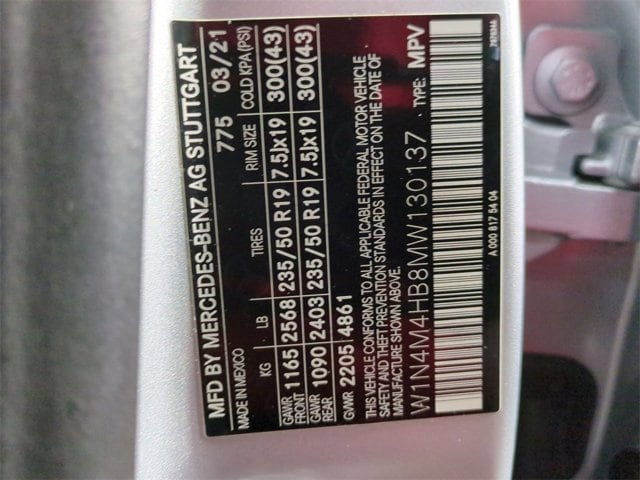 MFD BY MERCEDES-BENZ AG STUTTGART
MADE IN MEXICO 775 03/21
KG LB TIRES RIM SIZE COLD KPA (PSI)
GAWR FRONT 1165 2568 235/50 R19 7.5Jx19 300(43)
GAWR REAR 1090 2403 235/50 R19 7.5Jx19 300(43)
GVWR 2205 4861
THIS VEHICLE CONFORMS TO ALL APPLICABLE FEDERAL MOTOR VEHICLE
SAFETY AND THEFT PREVENTION STANDARDS IN EFFECT ON THE DATE OF
MANUFACTURE SHOWN ABOVE.
W1N4M4HB8MW130137 TYPE: MPV
A 000 817 54 04